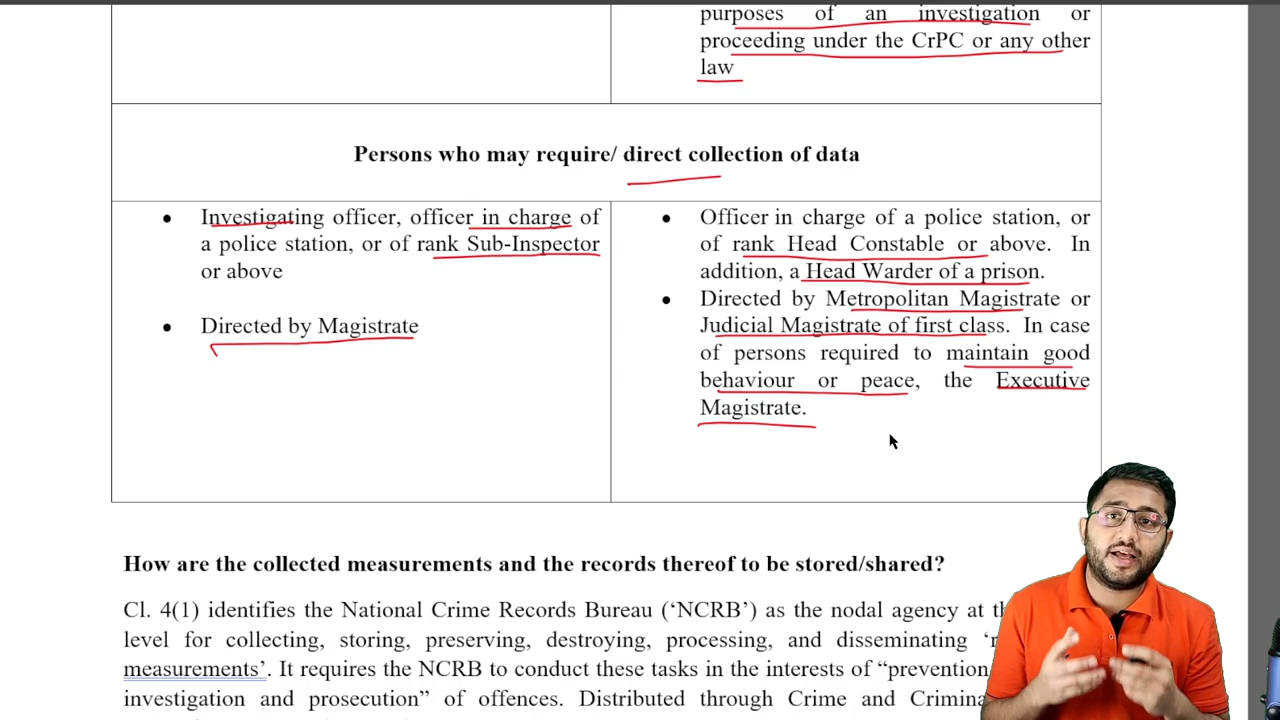 purposes of an investigation or
proceeding under the CrPC or any other
law
Persons who may require/ direct collection of data
• Investigating officer, officer in charge of
a police station, or of rank Sub-Inspector
or above
• Directed by Magistrate
• Officer in charge of a police station, or
of rank Head Constable or above. In
addition, a Head Warder of a prison.
• Directed by Metropolitan Magistrate or
Judicial Magistrate of first class. In case
of persons required to maintain good
behaviour or peace, the Executive
Magistrate.
How are the collected measurements and the records thereof to be stored/shared?
Cl. 4(1) identifies the National Crime Records Bureau (‘NCRB’) as the nodal agency at
level for collecting, storing, preserving, destroying, processing, and disseminating
measurements’. It requires the NCRB to conduct these tasks in the interests of “prevention
investigation and prosecution” of offences. Distributed through Crime and